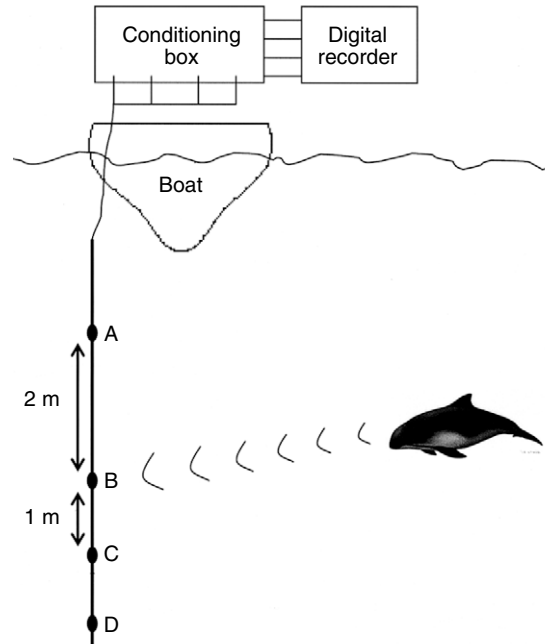 Conditioning
box
Digital
recorder
Boat
A
2 m
B
1 m
C
D